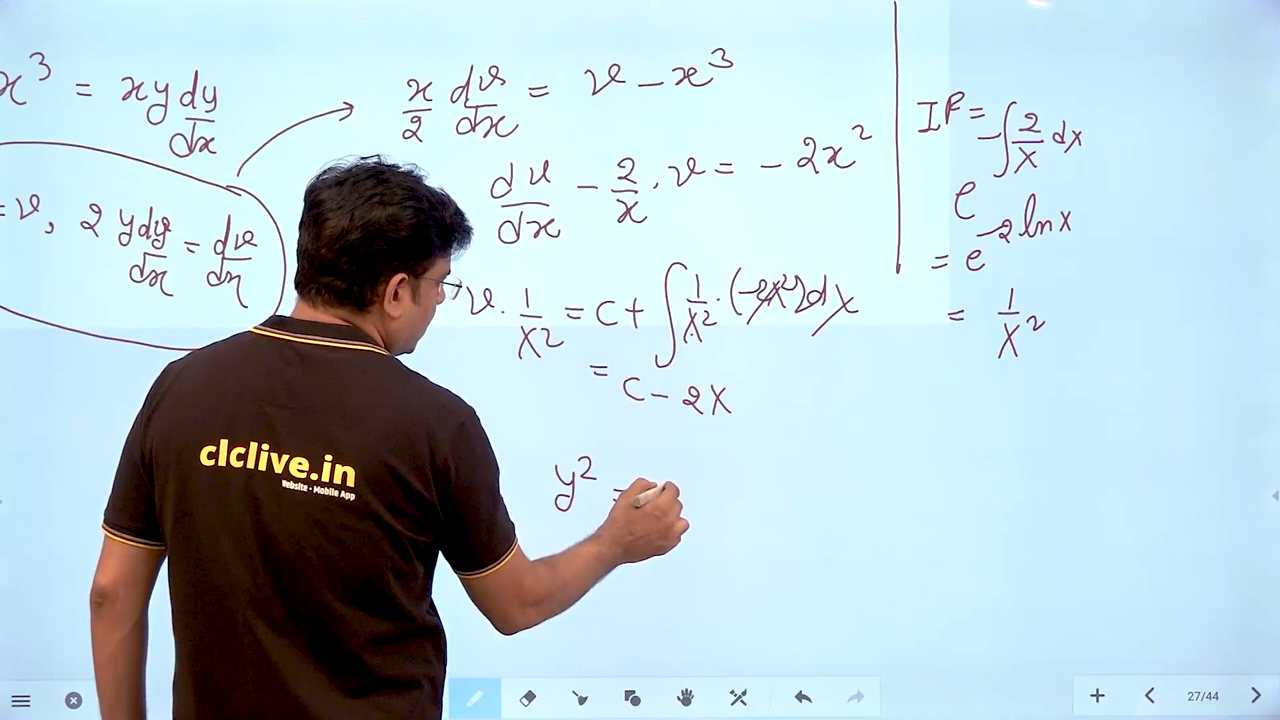 x³ = xy dy/dx
x/2 dv/dx = v - x³
dv/dx - 2/x . v = - 2x²
= v, 2 y dy/dx = dv/dx
v . 1/x² = c + ∫ 1/x² . (-2x²) dx
= c - 2x
y² =
IF = e^(-∫ 2/x dx)
= e^(-2 ln x)
= 1/x²
clclive.in
Website - Mobile App
27/44